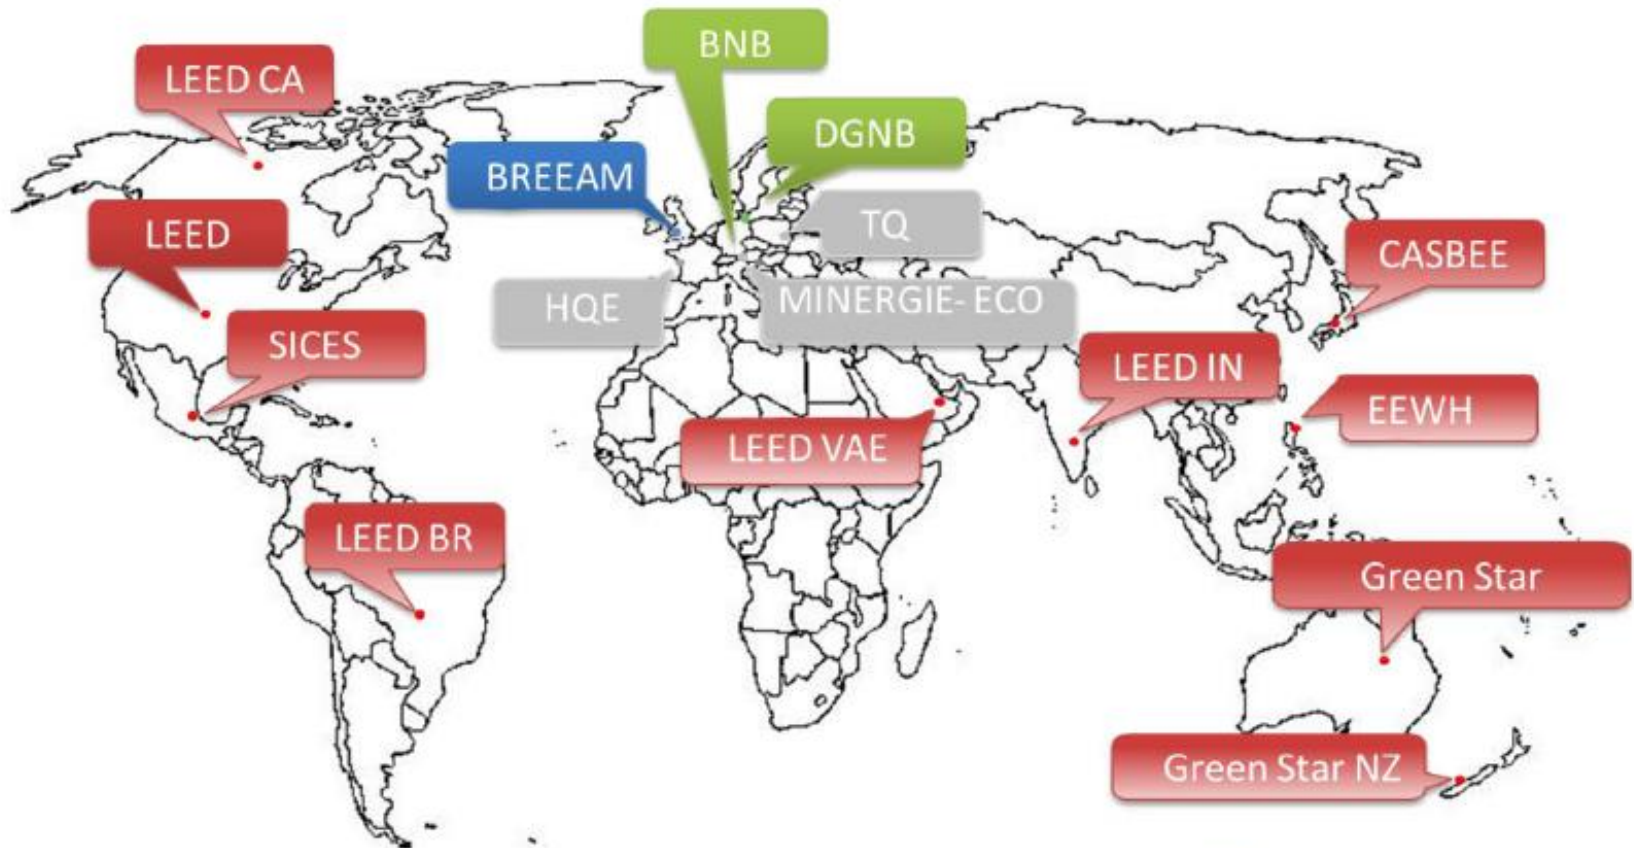 BNB
LEED CA
DGNB
BREEAM
TQ
LEED
CASBEE
HQE
MINERGIE- ECO
SICES
LEED IN
EEWH
LEED VAE
LEED BR
Green Star
Green Star NZ